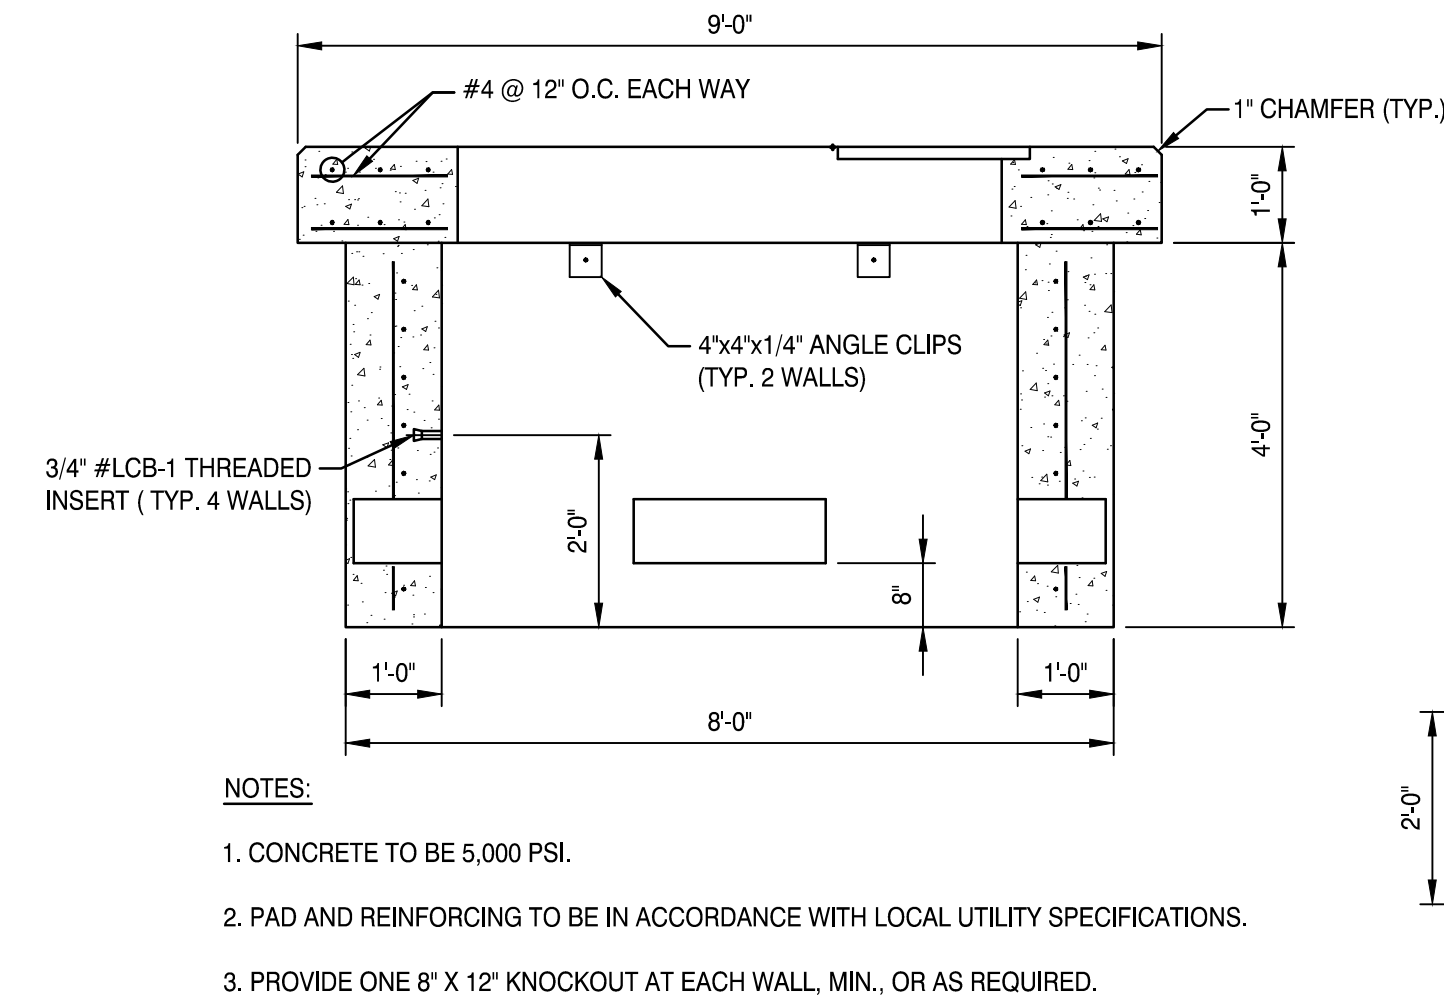 9'-0"
#4 @ 12" O.C. EACH WAY
1" CHAMFER (TYP.)
1'-0"
4"x4"x1/4" ANGLE CLIPS
(TYP. 2 WALLS)
4'-0"
3/4" #LCB-1 THREADED
INSERT ( TYP. 4 WALLS)
2'-0"
8"
1'-0"
1'-0"
8'-0"
2'-0"
NOTES:
1. CONCRETE TO BE 5,000 PSI.
2. PAD AND REINFORCING TO BE IN ACCORDANCE WITH LOCAL UTILITY SPECIFICATIONS.
3. PROVIDE ONE 8" X 12" KNOCKOUT AT EACH WALL, MIN., OR AS REQUIRED.